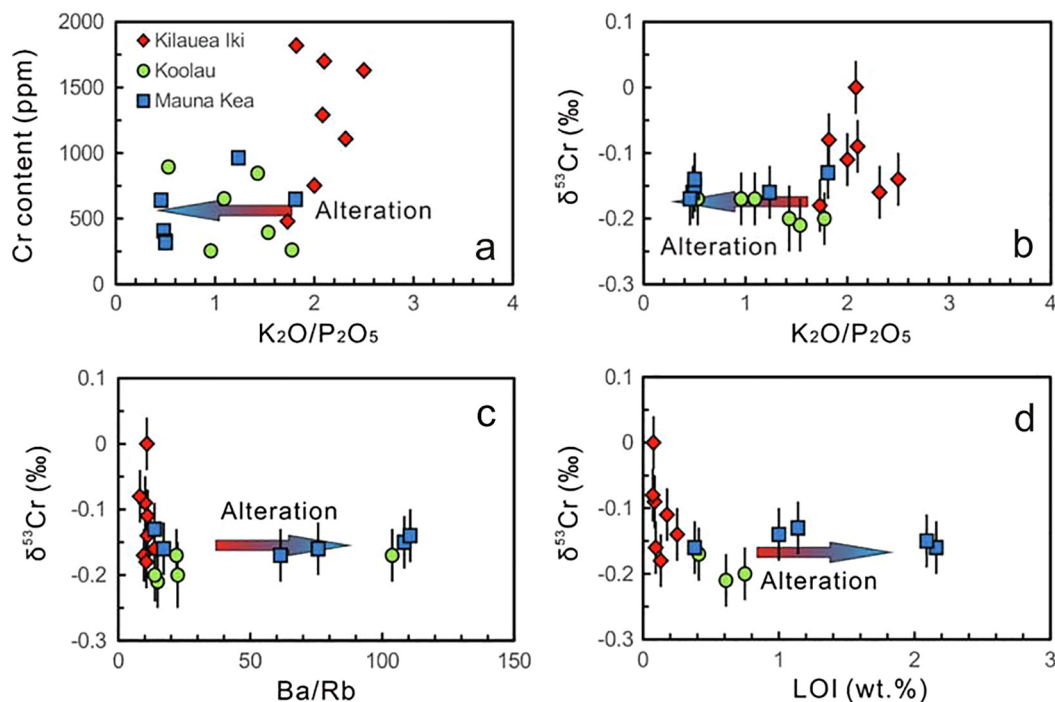 2000
1500
1000
500
0
Cr content (ppm)
Kilauea Iki
Koolau
Mauna Kea
Alteration
a
0 1 2 3 4
K₂O/P₂O₅
0.1
0
-0.1
-0.2
-0.3
δ⁵³Cr (‰)
Alteration
b
0 1 2 3 4
K₂O/P₂O₅
0.1
0
-0.1
-0.2
-0.3
δ⁵³Cr (‰)
Alteration
c
0 50 100 150
Ba/Rb
0.1
0
-0.1
-0.2
-0.3
δ⁵³Cr (‰)
Alteration
d
0 1 2 3
LOI (wt.%)